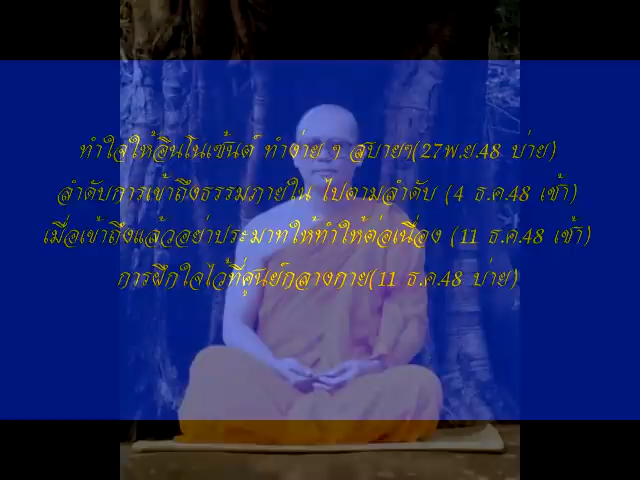 ทำใจให้อินโนเซ้นต์ ทำง่าย ๆ สบายๆ(27พ.ย.48 บ่าย)
ลำดับการเข้าถึงธรรมภายใน ไปตามลำดับ (4 ธ.ค.48 เช้า)
เมื่อเข้าถึงแล้วอย่าประมาทให้ทำให้ต่อเนื่อง (11 ธ.ค.48 เช้า)
การฝึกใจไว้ที่ศูนย์กลางกาย(11 ธ.ค.48 บ่าย)